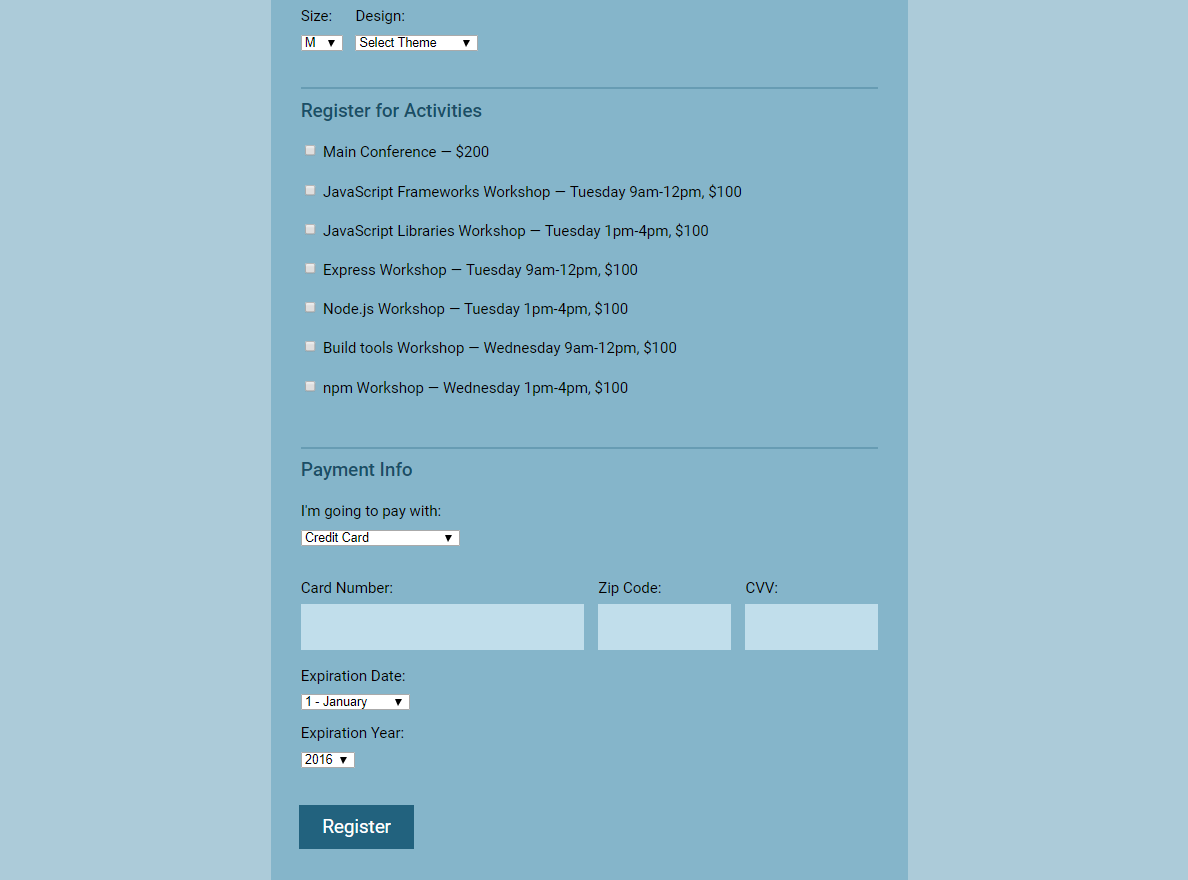 Size: Design:
M ▼ Select Theme ▼
Register for Activities
Main Conference — $200
JavaScript Frameworks Workshop — Tuesday 9am-12pm, $100
JavaScript Libraries Workshop — Tuesday 1pm-4pm, $100
Express Workshop — Tuesday 9am-12pm, $100
Node.js Workshop — Tuesday 1pm-4pm, $100
Build tools Workshop — Wednesday 9am-12pm, $100
npm Workshop — Wednesday 1pm-4pm, $100
Payment Info
I'm going to pay with:
Credit Card ▼
Card Number: Zip Code: CVV:
Expiration Date:
1 - January ▼
Expiration Year:
2016 ▼
Register